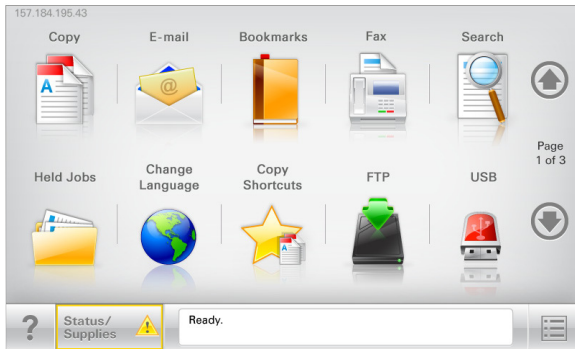 157.184.195.43
Copy
E-mail
Bookmarks
Fax
Search
A
@
Page
1 of 3
Held Jobs
Change
Language
Copy
Shortcuts
FTP
USB
A
?
Status/
Supplies
!
Ready.